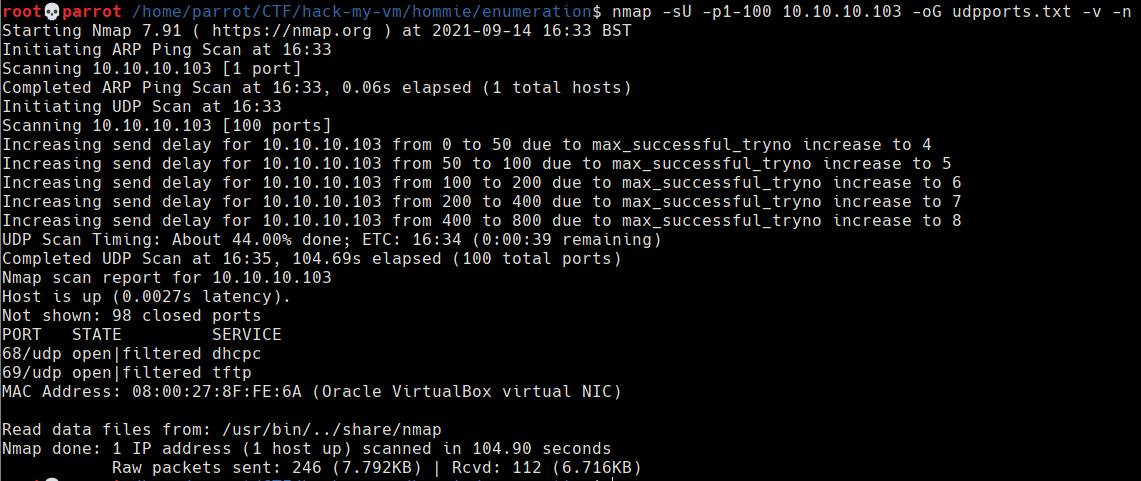 root💀parrot /home/parrot/CTF/hack-my-vm/hommie/enumeration$ nmap -sU -p1-100 10.10.10.103 -oG udpports.txt -v -n
Starting Nmap 7.91 ( https://nmap.org ) at 2021-09-14 16:33 BST
Initiating ARP Ping Scan at 16:33
Scanning 10.10.10.103 [1 port]
Completed ARP Ping Scan at 16:33, 0.06s elapsed (1 total hosts)
Initiating UDP Scan at 16:33
Scanning 10.10.10.103 [100 ports]
Increasing send delay for 10.10.10.103 from 0 to 50 due to max_successful_tryno increase to 4
Increasing send delay for 10.10.10.103 from 50 to 100 due to max_successful_tryno increase to 5
Increasing send delay for 10.10.10.103 from 100 to 200 due to max_successful_tryno increase to 6
Increasing send delay for 10.10.10.103 from 200 to 400 due to max_successful_tryno increase to 7
Increasing send delay for 10.10.10.103 from 400 to 800 due to max_successful_tryno increase to 8
UDP Scan Timing: About 44.00% done; ETC: 16:34 (0:00:39 remaining)
Completed UDP Scan at 16:35, 104.69s elapsed (100 total ports)
Nmap scan report for 10.10.10.103
Host is up (0.0027s latency).
Not shown: 98 closed ports
PORT   STATE         SERVICE
68/udp open|filtered dhcpc
69/udp open|filtered tftp
MAC Address: 08:00:27:8F:FE:6A (Oracle VirtualBox virtual NIC)

Read data files from: /usr/bin/../share/nmap
Nmap done: 1 IP address (1 host up) scanned in 104.90 seconds
           Raw packets sent: 246 (7.792KB) | Rcvd: 112 (6.716KB)